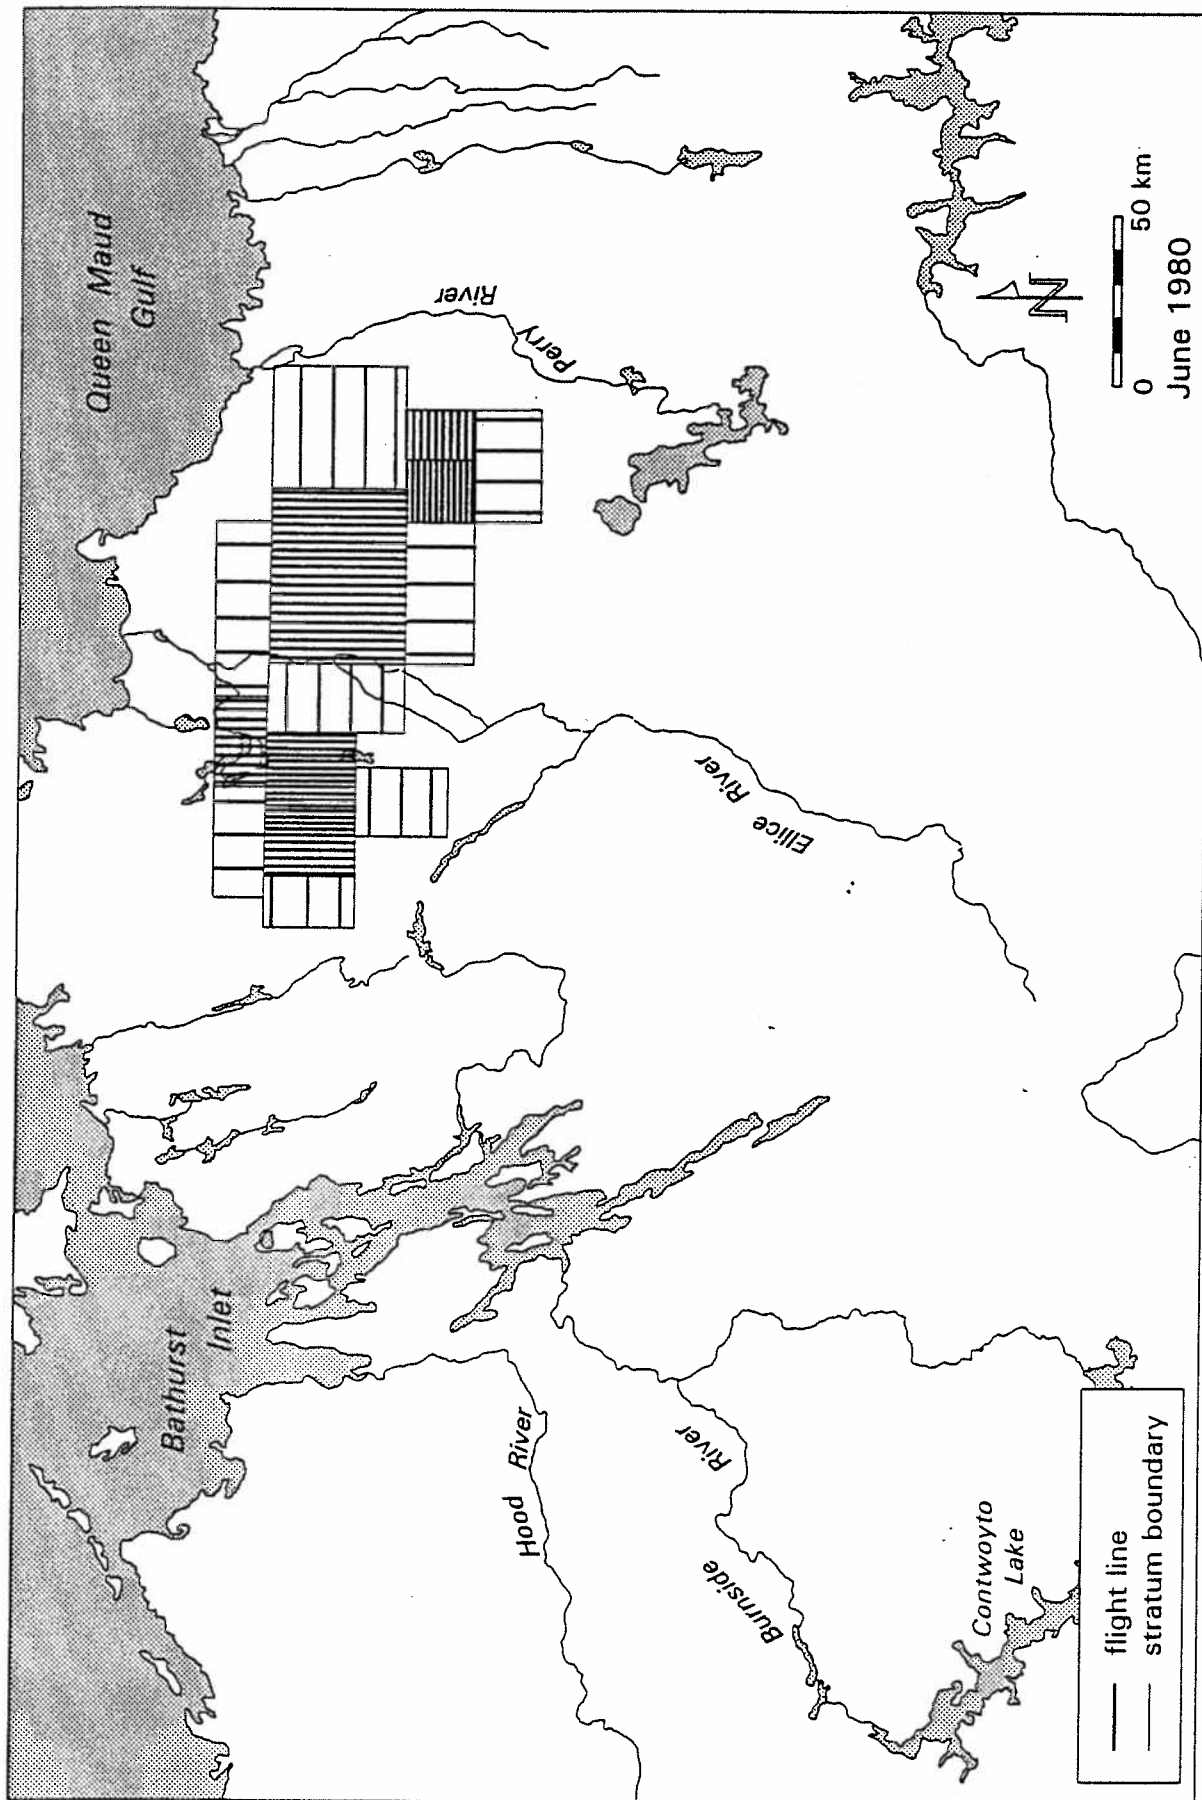 Queen Maud
Gulf
Bathurst
Inlet
Perry
River
Ellice River
Hood River
Burnside
River
Contwoyto
Lake
N
0 50 km
June 1980
flight line
stratum boundary